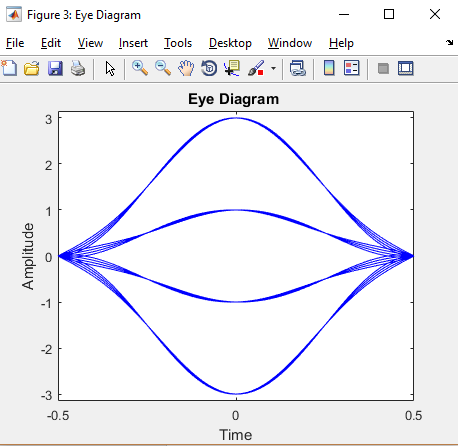 Figure 3: Eye Diagram
File Edit View Insert Tools Desktop Window Help
Eye Diagram
3
2
1
0
-1
-2
-3
Amplitude
-0.5 0 0.5
Time